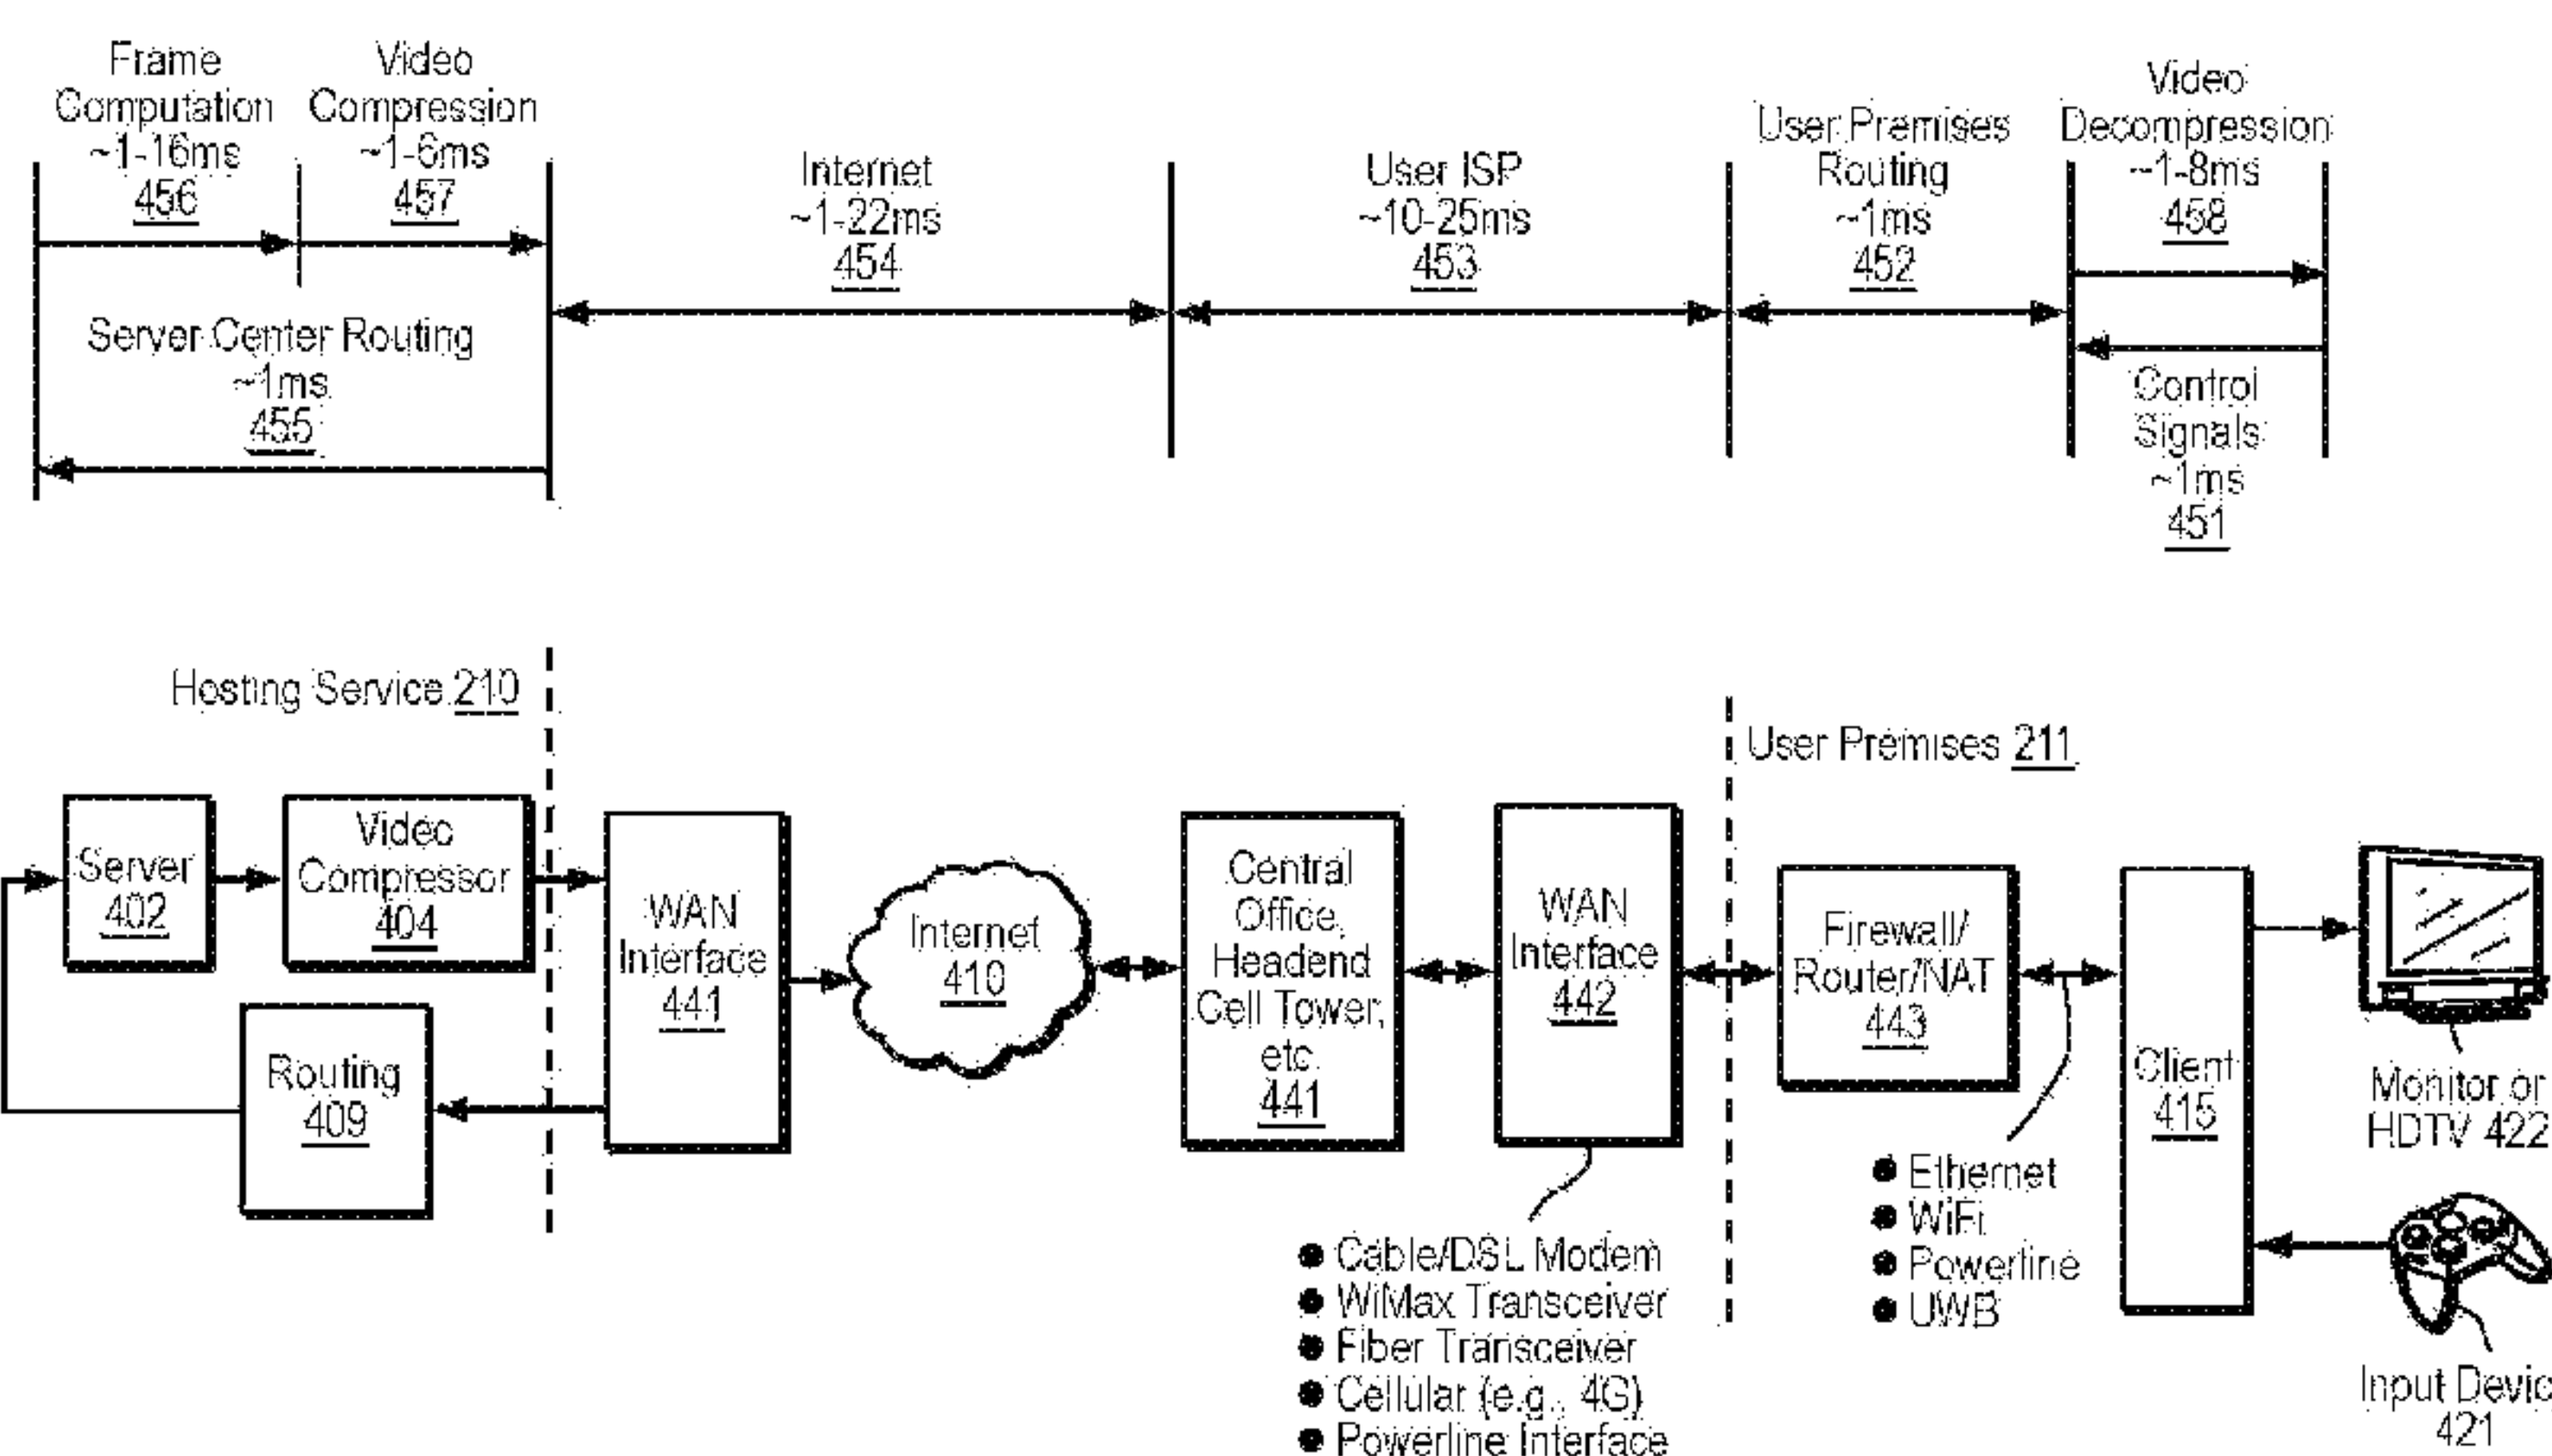 Frame
Computation
~1-16ms
456
Video
Compression
~1-6ms
457
Server Center Routing
~1ms
455
Internet
~1-22ms
454
User ISP
~10-25ms
453
User Premises
Routing
~1ms
452
Video
Decompression
~1-8ms
458
Control
Signals
~1ms
451
Hosting Service 210
User Premises 211
Server
402
Video
Compressor
404
Routing
409
WAN
Interface
441
Internet
410
Central
Office,
Headend
Cell Tower,
etc.
441
WAN
Interface
442
● Cable/DSL Modem
● WiMax Transceiver
● Fiber Transceiver
● Cellular (e.g., 4G)
● Powerline Interface
Firewall/
Router/NAT
443
● Ethernet
● WiFi
● Powerline
● UWB
Client
415
Monitor or
HDTV 422
Input Devic
421